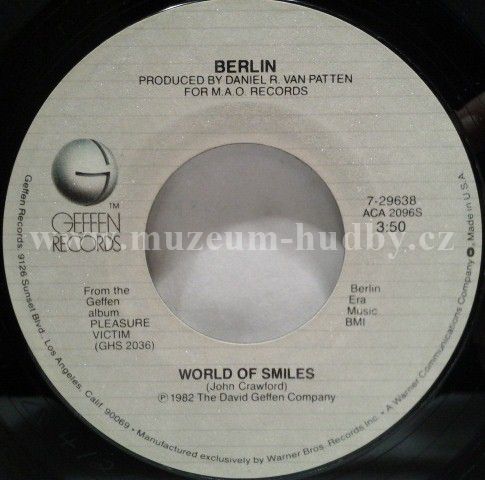 BERLIN
PRODUCED BY DANIEL R. VAN PATTEN
FOR M.A.O. RECORDS
G
TM
GEFFEN
RECORDS
7-29638
ACA 2096S
3:50
www.muzeum-hudby.cz
From the
Geffen
album
PLEASURE
VICTIM
(GHS 2036)
Berlin
Era
Music
BMI
WORLD OF SMILES
(John Crawford)
Ⓟ 1982 The David Geffen Company
Geffen Records, 9126 Sunset Blvd., Los Angeles, Calif. 90069 • Manufactured exclusively by Warner Bros. Records Inc. • A Warner Communications Company Made in U.S.A.